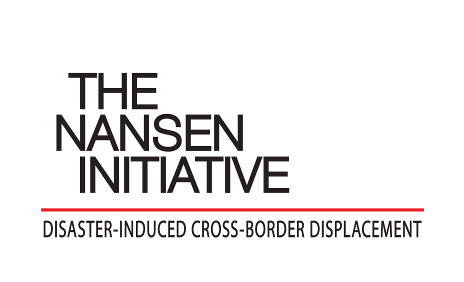 THE
NANSEN
INITIATIVE
DISASTER-INDUCED CROSS-BORDER DISPLACEMENT